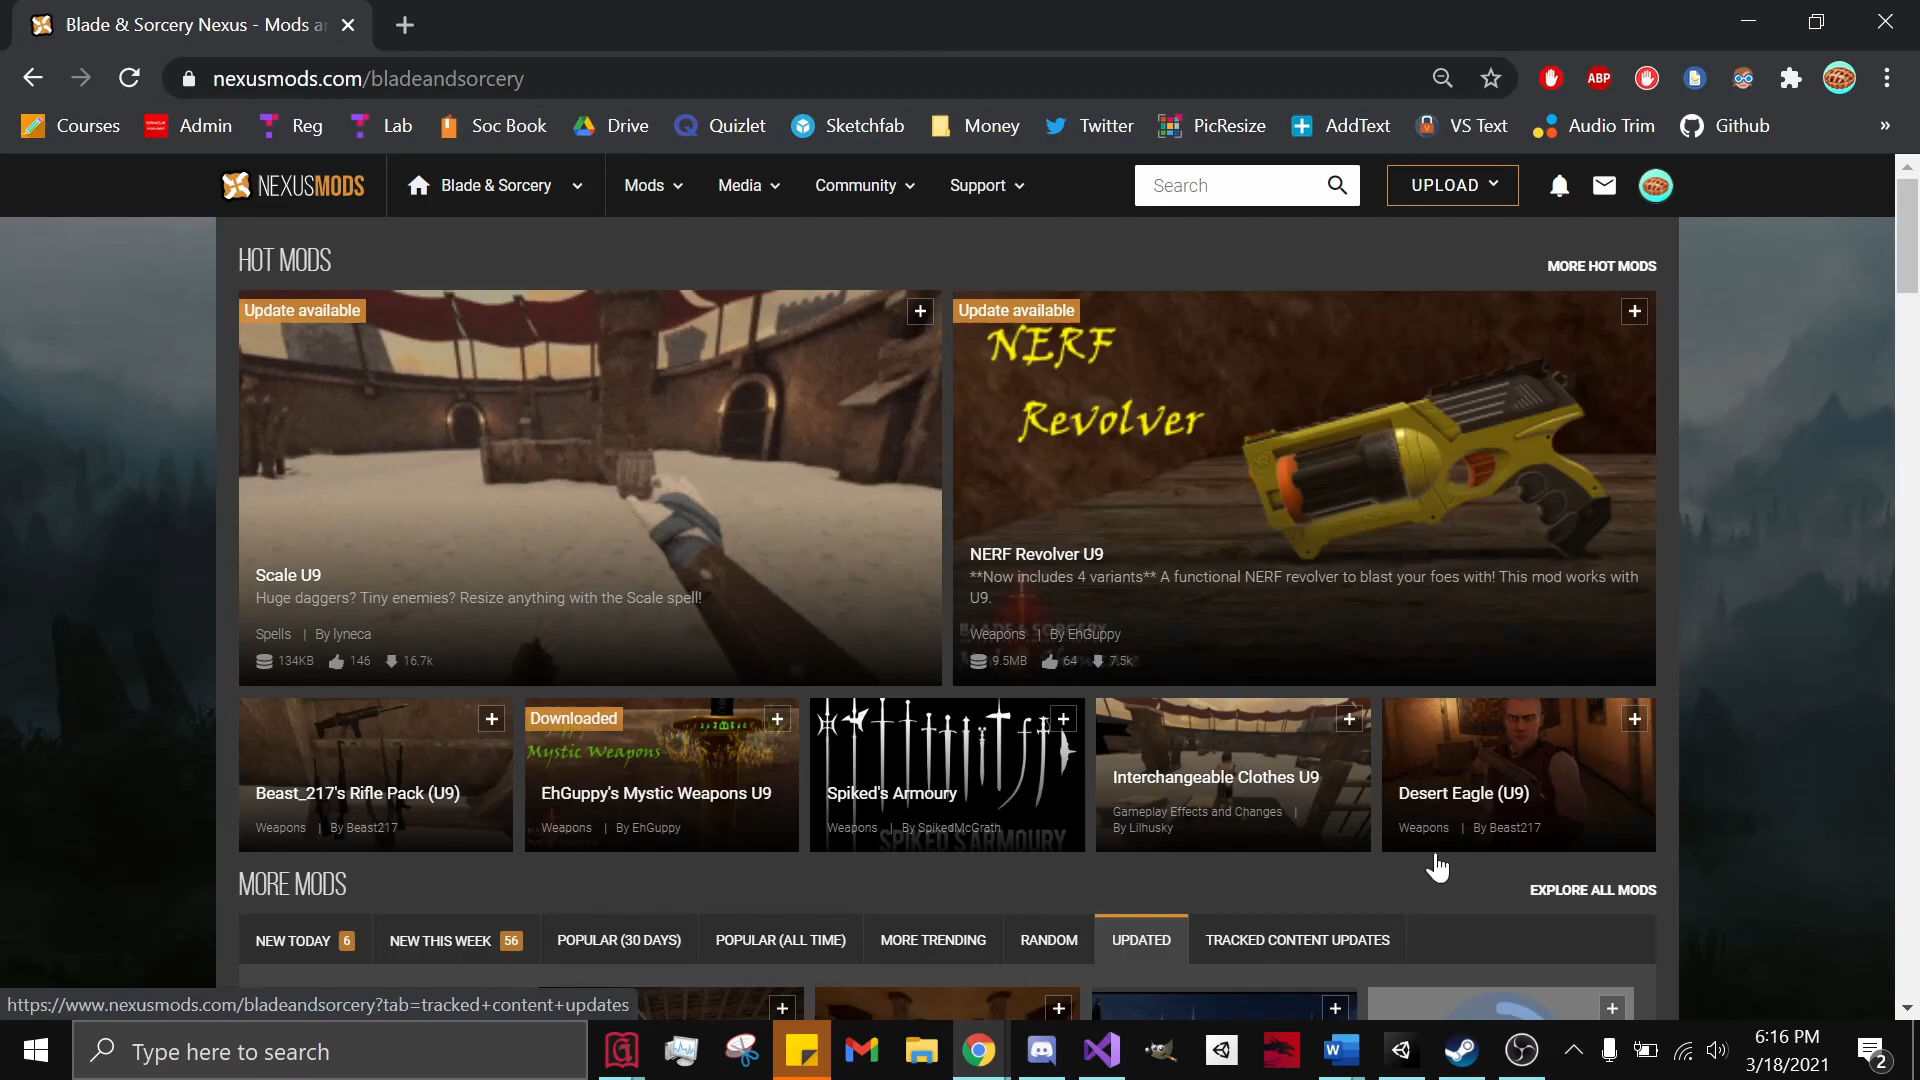 Blade & Sorcery Nexus - Mods a
nexusmods.com/bladeandsorcery
ABP
Courses
Admin
Reg
Lab
Soc Book
Drive
Quizlet
Sketchfab
Money
Twitter
PicResize
AddText
VS Text
Audio Trim
Github
»
NEXUSMODS
Blade & Sorcery
Mods
Media
Community
Support
Search
UPLOAD
HOT MODS
MORE HOT MODS
Update available
Scale U9
Huge daggers? Tiny enemies? Resize anything with the Scale spell!
Spells | By lyneca
134KB 146 16.7k
Update available
NERF
Revolver
NERF Revolver U9
**Now includes 4 variants** A functional NERF revolver to blast your foes with! This mod works with
U9.
BLADE & SORCERY
Weapons | By EhGuppy
9.5MB 64 7.5k
Beast_217's Rifle Pack (U9)
Weapons | By Beast217
Downloaded
Mystic Weapons
EhGuppy's Mystic Weapons U9
Weapons | By EhGuppy
Spiked's Armoury
Weapons | By SpikedMcGrath
SPIKED'S ARMOURY
Interchangeable Clothes U9
Gameplay Effects and Changes |
By Lilhusky
Desert Eagle (U9)
Weapons | By Beast217
MORE MODS
EXPLORE ALL MODS
NEW TODAY 6
NEW THIS WEEK 56
POPULAR (30 DAYS)
POPULAR (ALL TIME)
MORE TRENDING
RANDOM
UPDATED
TRACKED CONTENT UPDATES
https://www.nexusmods.com/bladeandsorcery?tab=tracked+content+updates
Type here to search
6:16 PM
3/18/2021
2